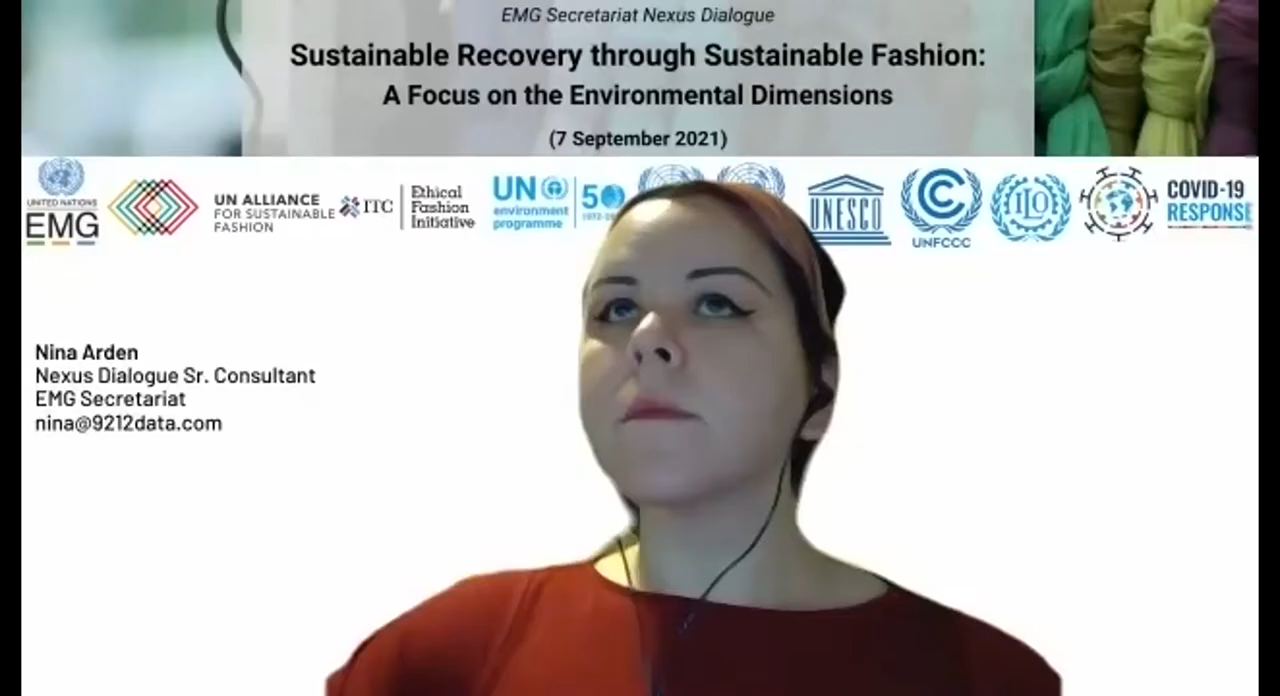 EMG Secretariat Nexus Dialogue
Sustainable Recovery through Sustainable Fashion:
A Focus on the Environmental Dimensions
(7 September 2021)
UNITED NATIONS
EMG
UN ALLIANCE
FOR SUSTAINABLE
FASHION
ITC
Ethical
Fashion
Initiative
UN
environment
programme
50
UNESCO
UNFCCC
ILO
COVID-19
RESPONSE
Nina Arden
Nexus Dialogue Sr. Consultant
EMG Secretariat
nina@9212data.com